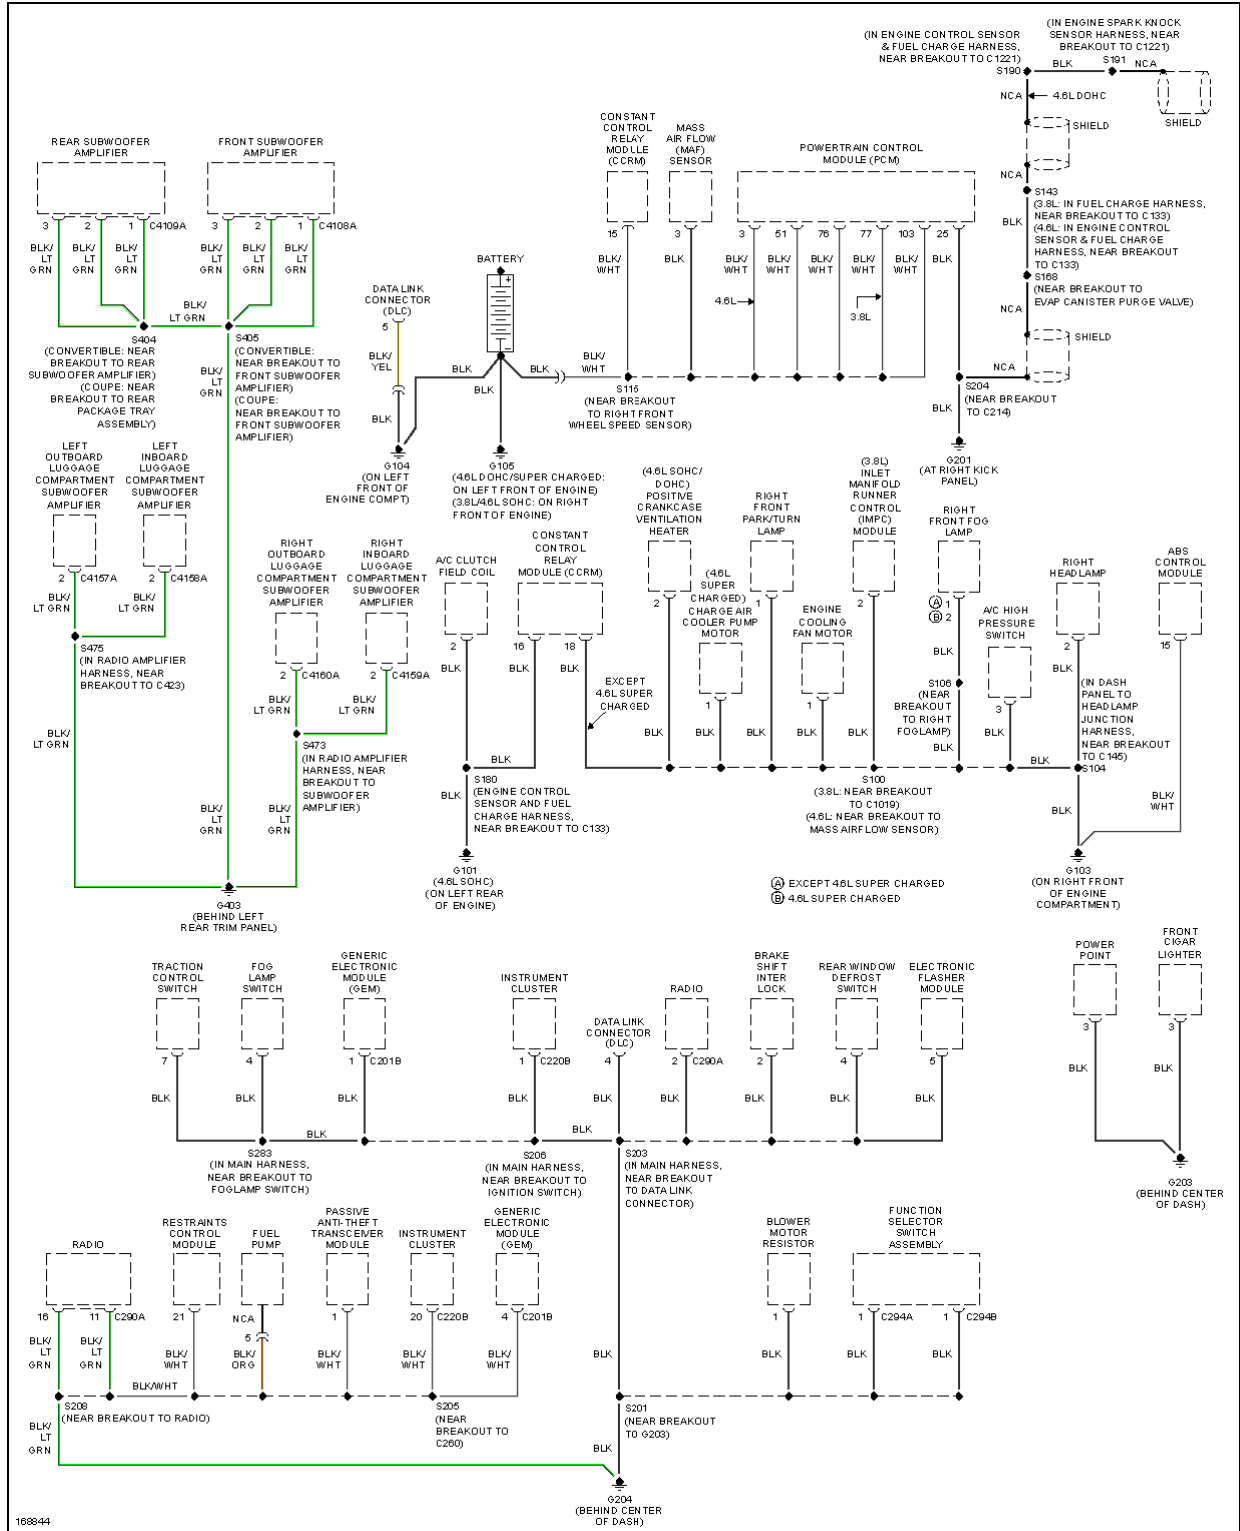 (IN ENGINE CONTROL SENSOR
& FUEL CHARGE HARNESS,
NEAR BREAKOUT TO C1221)
(IN ENGINE SPARK KNOCK
SENSOR HARNESS, NEAR
BREAKOUT TO C1221)
S190
BLK
S191
NCA
NCA
4.6L DOHC
SHIELD
SHIELD
NCA
S143
(3.8L: IN FUEL CHARGE HARNESS,
NEAR BREAKOUT TO C133)
(4.6L: IN ENGINE CONTROL
SENSOR & FUEL CHARGE
HARNESS, NEAR BREAKOUT
TO C133)
BLK
S168
(NEAR BREAKOUT TO
EVAP CANISTER PURGE VALVE)
NCA
SHIELD
NCA
REAR SUBWOOFER
AMPLIFIER
FRONT SUBWOOFER
AMPLIFIER
3 2 1 C4109A
3 2 1 C4108A
BLK/
LT
GRN
BLK/
LT
GRN
BLK/
LT
GRN
BLK/
LT
GRN
BLK/
LT
GRN
BLK/
LT
GRN
BLK/
LT GRN
S404
(CONVERTIBLE: NEAR
BREAKOUT TO REAR
SUBWOOFER AMPLIFIER)
(COUPE: NEAR
BREAKOUT TO REAR
PACKAGE TRAY
ASSEMBLY)
BLK/
LT
GRN
S405
(CONVERTIBLE:
NEAR BREAKOUT TO
FRONT SUBWOOFER
AMPLIFIER)
(COUPE:
NEAR BREAKOUT TO
FRONT SUBWOOFER
AMPLIFIER)
DATA LINK
CONNECTOR
(DLC)
5
BLK/
YEL
BLK
G104
(ON LEFT
FRONT OF
ENGINE COMPT)
BATTERY
+
-
BLK
BLK
BLK
G105
(4.6L DOHC/SUPER CHARGED:
ON LEFT FRONT OF ENGINE)
(3.8L/4.6L SOHC: ON RIGHT
FRONT OF ENGINE)
CONSTANT
CONTROL
RELAY
MODULE
(CCRM)
MASS
AIR FLOW
(MAF)
SENSOR
POWERTRAIN CONTROL
MODULE (PCM)
15
3
3 51 76 77 103 25
BLK/
WHT
BLK
BLK/
WHT
BLK/
WHT
BLK/
WHT
BLK/
WHT
BLK/
WHT
BLK
4.6L
3.8L
BLK/
WHT
S115
(NEAR BREAKOUT
TO RIGHT FRONT
WHEEL SPEED SENSOR)
S204
(NEAR BREAKOUT
TO C214)
BLK
G201
(AT RIGHT KICK
PANEL)
LEFT
OUTBOARD
LUGGAGE
COMPARTMENT
SUBWOOFER
AMPLIFIER
LEFT
INBOARD
LUGGAGE
COMPARTMENT
SUBWOOFER
AMPLIFIER
2 C4157A
2 C4158A
BLK/
LT GRN
BLK/
LT GRN
S475
(IN RADIO AMPLIFIER
HARNESS, NEAR
BREAKOUT TO C423)
BLK/
LT GRN
RIGHT
OUTBOARD
LUGGAGE
COMPARTMENT
SUBWOOFER
AMPLIFIER
RIGHT
INBOARD
LUGGAGE
COMPARTMENT
SUBWOOFER
AMPLIFIER
2 C4160A
2 C4159A
BLK/
LT GRN
BLK/
LT GRN
S473
(IN RADIO AMPLIFIER
HARNESS, NEAR
BREAKOUT TO
SUBWOOFER
AMPLIFIER)
BLK/
LT
GRN
BLK/
LT
GRN
G403
(BEHIND LEFT
REAR TRIM PANEL)
A/C CLUTCH
FIELD COIL
CONSTANT
CONTROL
RELAY
MODULE (CCRM)
2
16 18
BLK
BLK
BLK
EXCEPT
4.6L SUPER
CHARGED
BLK
S180
(ENGINE CONTROL
SENSOR AND FUEL
CHARGE HARNESS,
NEAR BREAKOUT TO C133)
BLK
G101
(4.6L SOHC)
(ON LEFT REAR
OF ENGINE)
(4.6L SOHC/
DOHC)
POSITIVE
CRANKCASE
VENTILATION
HEATER
2
BLK
(4.6L
SUPER
CHARGED)
CHARGE AIR
COOLER PUMP
MOTOR
1
BLK
RIGHT
FRONT
PARK/TURN
LAMP
1
BLK
ENGINE
COOLING
FAN MOTOR
1
BLK
(3.8L)
INLET
MANIFOLD
RUNNER
CONTROL
(IMPC)
MODULE
2
BLK
S100
(3.8L: NEAR BREAKOUT
TO C1019)
(4.6L: NEAR BREAKOUT TO
MASS AIRFLOW SENSOR)
RIGHT
FRONT FOG
LAMP
A 1
B 2
BLK
S106
(NEAR
BREAKOUT
TO RIGHT
FOGLAMP)
BLK
A/C HIGH
PRESSURE
SWITCH
3
BLK
BLK
RIGHT
HEADLAMP
2
BLK
(IN DASH
PANEL TO
HEADLAMP
JUNCTION
HARNESS,
NEAR BREAKOUT
TO C145)
S104
BLK
ABS
CONTROL
MODULE
15
BLK/
WHT
G103
(ON RIGHT FRONT
OF ENGINE
COMPARTMENT)
A EXCEPT 4.6L SUPER CHARGED
B 4.6L SUPER CHARGED
TRACTION
CONTROL
SWITCH
FOG
LAMP
SWITCH
GENERIC
ELECTRONIC
MODULE
(GEM)
INSTRUMENT
CLUSTER
DATA LINK
CONNECTOR
(DLC)
RADIO
BRAKE
SHIFT
INTER
LOCK
REAR WINDOW
DEFROST
SWITCH
ELECTRONIC
FLASHER
MODULE
POWER
POINT
FRONT
CIGAR
LIGHTER
7
4
1 C201B
1 C220B
4
2 C290A
2
4
5
3
3
BLK
BLK
BLK
BLK
BLK
BLK
BLK
BLK
BLK
BLK
BLK
BLK
BLK
S283
(IN MAIN HARNESS,
NEAR BREAKOUT TO
FOGLAMP SWITCH)
S206
(IN MAIN HARNESS,
NEAR BREAKOUT TO
IGNITION SWITCH)
S203
(IN MAIN HARNESS,
NEAR BREAKOUT
TO DATA LINK
CONNECTOR)
G203
(BEHIND CENTER
OF DASH)
RADIO
RESTRAINTS
CONTROL
MODULE
FUEL
PUMP
PASSIVE
ANTI-THEFT
TRANSCEIVER
MODULE
INSTRUMENT
CLUSTER
GENERIC
ELECTRONIC
MODULE
(GEM)
BLOWER
MOTOR
RESISTOR
FUNCTION
SELECTOR
SWITCH
ASSEMBLY
16 11 C290A
21
NCA
5
1
20 C220B
4 C201B
1
1 C294A
1 C294B
BLK/
LT
GRN
BLK/
LT
GRN
BLK/
WHT
BLK/
ORG
BLK/
WHT
BLK/
WHT
BLK/
WHT
BLK
BLK
BLK
BLK
BLK/WHT
S208
(NEAR BREAKOUT TO RADIO)
S205
(NEAR
BREAKOUT TO
C260)
S201
(NEAR BREAKOUT
TO G203)
BLK/
LT
GRN
BLK
G204
(BEHIND CENTER
OF DASH)
168844